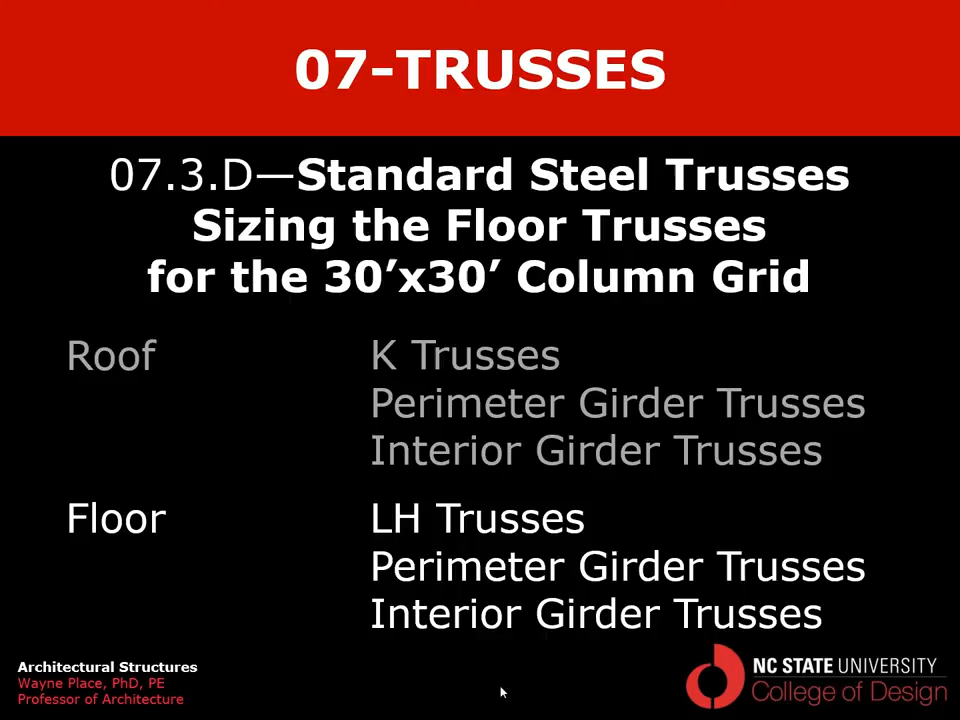 07-TRUSSES
07.3.D—Standard Steel Trusses
Sizing the Floor Trusses
for the 30’x30’ Column Grid
Roof
K Trusses
Perimeter Girder Trusses
Interior Girder Trusses
Floor
LH Trusses
Perimeter Girder Trusses
Interior Girder Trusses
Architectural Structures
Wayne Place, PhD, PE
Professor of Architecture
NC STATE UNIVERSITY
College of Design